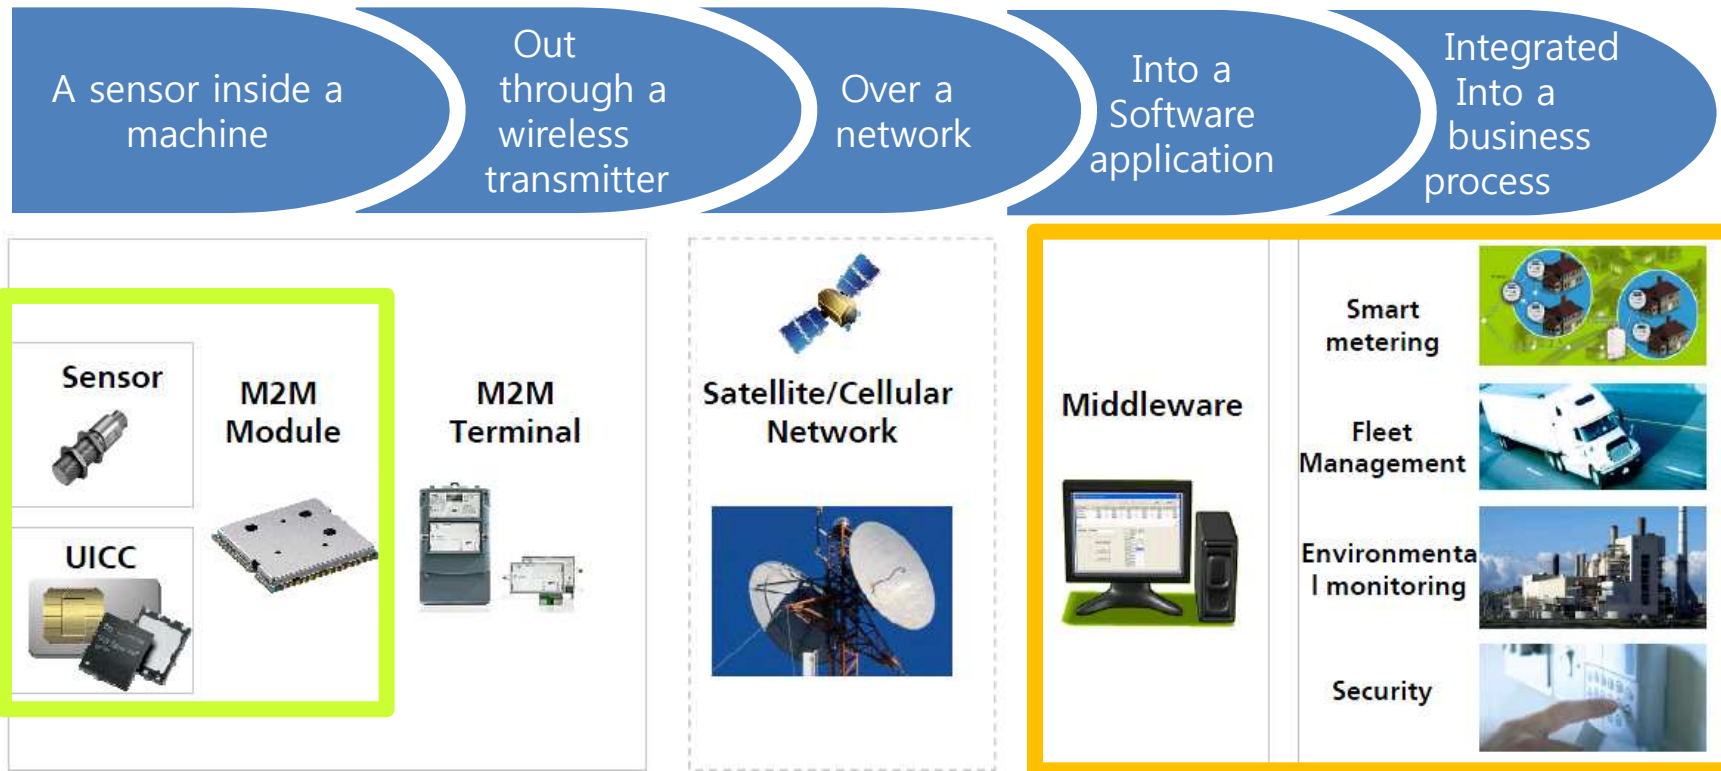 A sensor inside a
machine
Out
through a
wireless
transmitter
Over a
network
Into a
Software
application
Integrated
Into a
business
process
Sensor
UICC
M2M
Module
M2M
Terminal
Satellite/Cellular
Network
Middleware
Smart
metering
Fleet
Management
Environmenta
l monitoring
Security